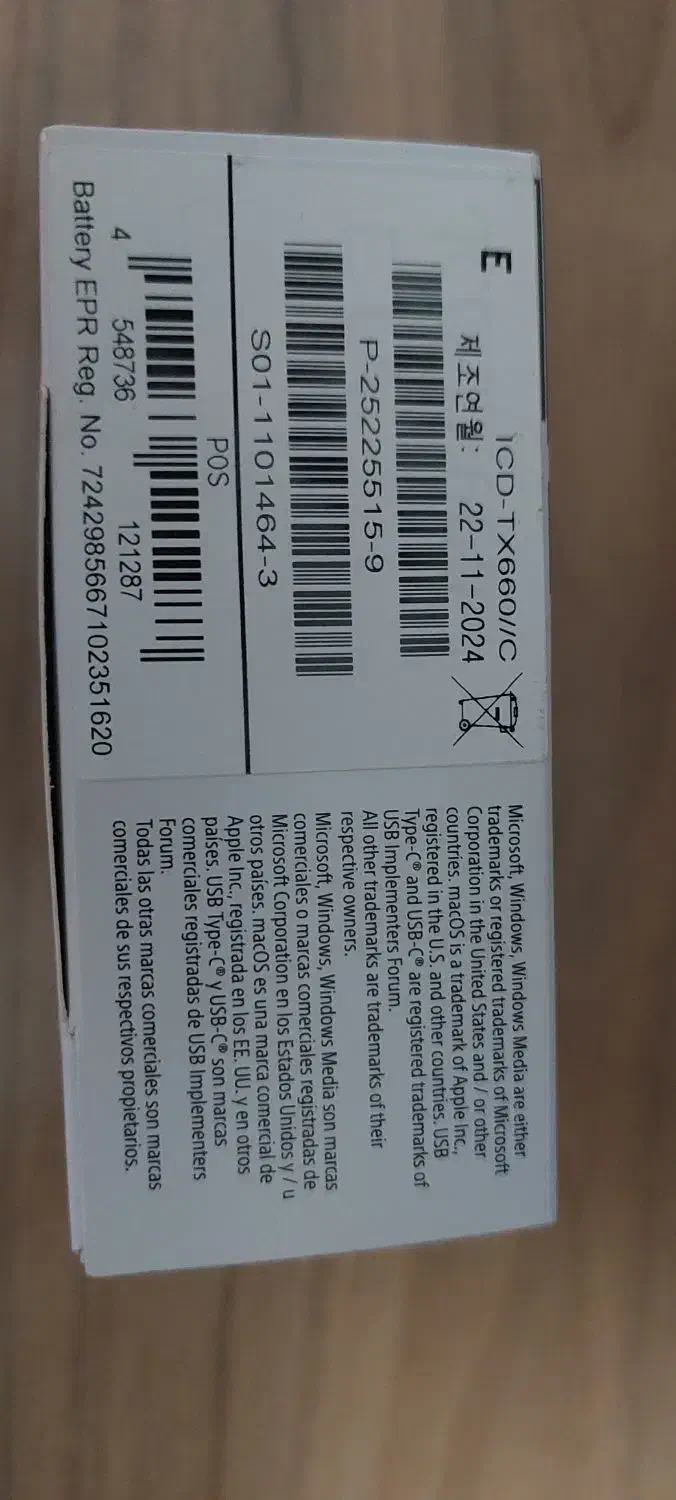 E
ICD-TX660//C
제조연월: 22-11-2024
P-25225515-9
S01-1101464-3
POS
4 548736 121287
Battery EPR Reg. No. 7242985667102351620
Microsoft, Windows, Windows Media are either
trademarks or registered trademarks of Microsoft
Corporation in the United States and / or other
countries. macOS is a trademark of Apple Inc.,
registered in the U.S. and other countries. USB
Type-C® and USB-C® are registered trademarks of
USB Implementers Forum.
All other trademarks are trademarks of their
respective owners.
Microsoft, Windows, Windows Media son marcas
comerciales o marcas comerciales registradas de
Microsoft Corporation en los Estados Unidos y / u
otros países. macOS es una marca comercial de
Apple Inc., registrada en los EE. UU. y en otros
países. USB Type-C® y USB-C® son marcas
comerciales registradas de USB Implementers
Forum.
Todas las otras marcas comerciales son marcas
comerciales de sus respectivos propietarios.